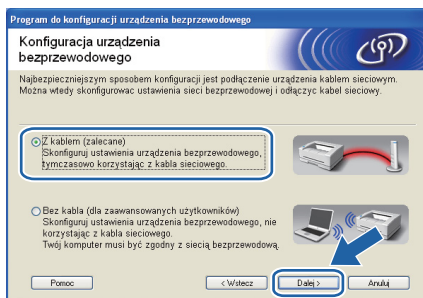 Program do konfiguracji urządzenia bezprzewodowego
Konfiguracja urządzenia
bezprzewodowego
Najbezpieczniejszym sposobem konfiguracji jest podłączenie urządzenia kablem sieciowym.
Można wtedy skonfigurowac ustawienia sieci bezprzewodowej i odłączyc kabel sieciowy.
Z kablem (zalecane)
Skonfiguruj ustawienia urządzenia bezprzewodowego,
tymczasowo korzystając z kabla sieciowego.
Bez kabla (dla zaawansowanych użytkowników)
Skonfiguruj ustawienia urządzenia bezprzewodowego, nie
korzystając z kabla sieciowego.
Twój komputer musi być zgodny z siecią bezprzewodową.
Pomoc
< Wstecz
Dalej >
Anuluj